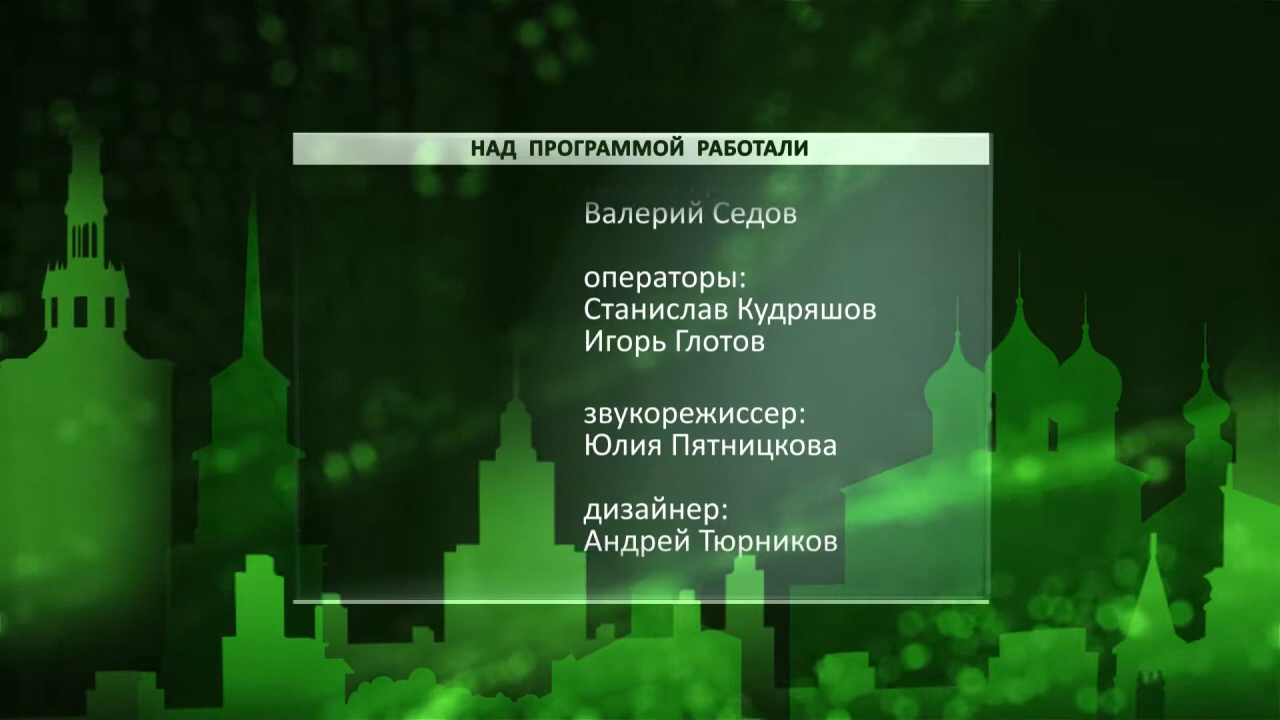 НАД ПРОГРАММОЙ РАБОТАЛИ
Валерий Седов
операторы:
Станислав Кудряшов
Игорь Глотов
звукорежиссер:
Юлия Пятницкова
дизайнер:
Андрей Тюрников